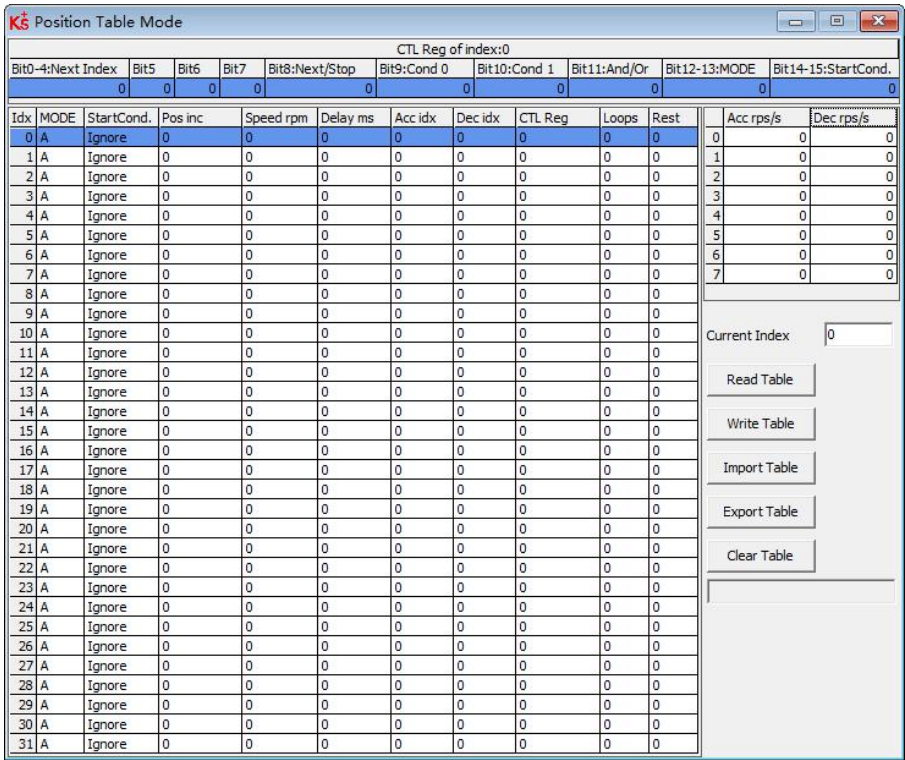 KS Position Table Mode
CTL Reg of index:0
Bit0-4:Next Index Bit5 Bit6 Bit7 Bit8:Next/Stop Bit9:Cond 0 Bit10:Cond 1 Bit11:And/Or Bit12-13:MODE Bit14-15:StartCond.
0 0 0 0 0 0 0 0 0 0
Idx MODE StartCond. Pos inc Speed rpm Delay ms Acc idx Dec idx CTL Reg Loops Rest Acc rps/s Dec rps/s
0 A Ignore 0 0 0 0 0 0 0 0 0 0 0
1 A Ignore 0 0 0 0 0 0 0 0 1 0 0
2 A Ignore 0 0 0 0 0 0 0 0 2 0 0
3 A Ignore 0 0 0 0 0 0 0 0 3 0 0
4 A Ignore 0 0 0 0 0 0 0 0 4 0 0
5 A Ignore 0 0 0 0 0 0 0 0 5 0 0
6 A Ignore 0 0 0 0 0 0 0 0 6 0 0
7 A Ignore 0 0 0 0 0 0 0 0 7 0 0
8 A Ignore 0 0 0 0 0 0 0 0
9 A Ignore 0 0 0 0 0 0 0 0
10 A Ignore 0 0 0 0 0 0 0 0
11 A Ignore 0 0 0 0 0 0 0 0
12 A Ignore 0 0 0 0 0 0 0 0
13 A Ignore 0 0 0 0 0 0 0 0
14 A Ignore 0 0 0 0 0 0 0 0
15 A Ignore 0 0 0 0 0 0 0 0
16 A Ignore 0 0 0 0 0 0 0 0
17 A Ignore 0 0 0 0 0 0 0 0
18 A Ignore 0 0 0 0 0 0 0 0
19 A Ignore 0 0 0 0 0 0 0 0
20 A Ignore 0 0 0 0 0 0 0 0
21 A Ignore 0 0 0 0 0 0 0 0
22 A Ignore 0 0 0 0 0 0 0 0
23 A Ignore 0 0 0 0 0 0 0 0
24 A Ignore 0 0 0 0 0 0 0 0
25 A Ignore 0 0 0 0 0 0 0 0
26 A Ignore 0 0 0 0 0 0 0 0
27 A Ignore 0 0 0 0 0 0 0 0
28 A Ignore 0 0 0 0 0 0 0 0
29 A Ignore 0 0 0 0 0 0 0 0
30 A Ignore 0 0 0 0 0 0 0 0
31 A Ignore 0 0 0 0 0 0 0 0
Current Index 0
Read Table
Write Table
Import Table
Export Table
Clear Table